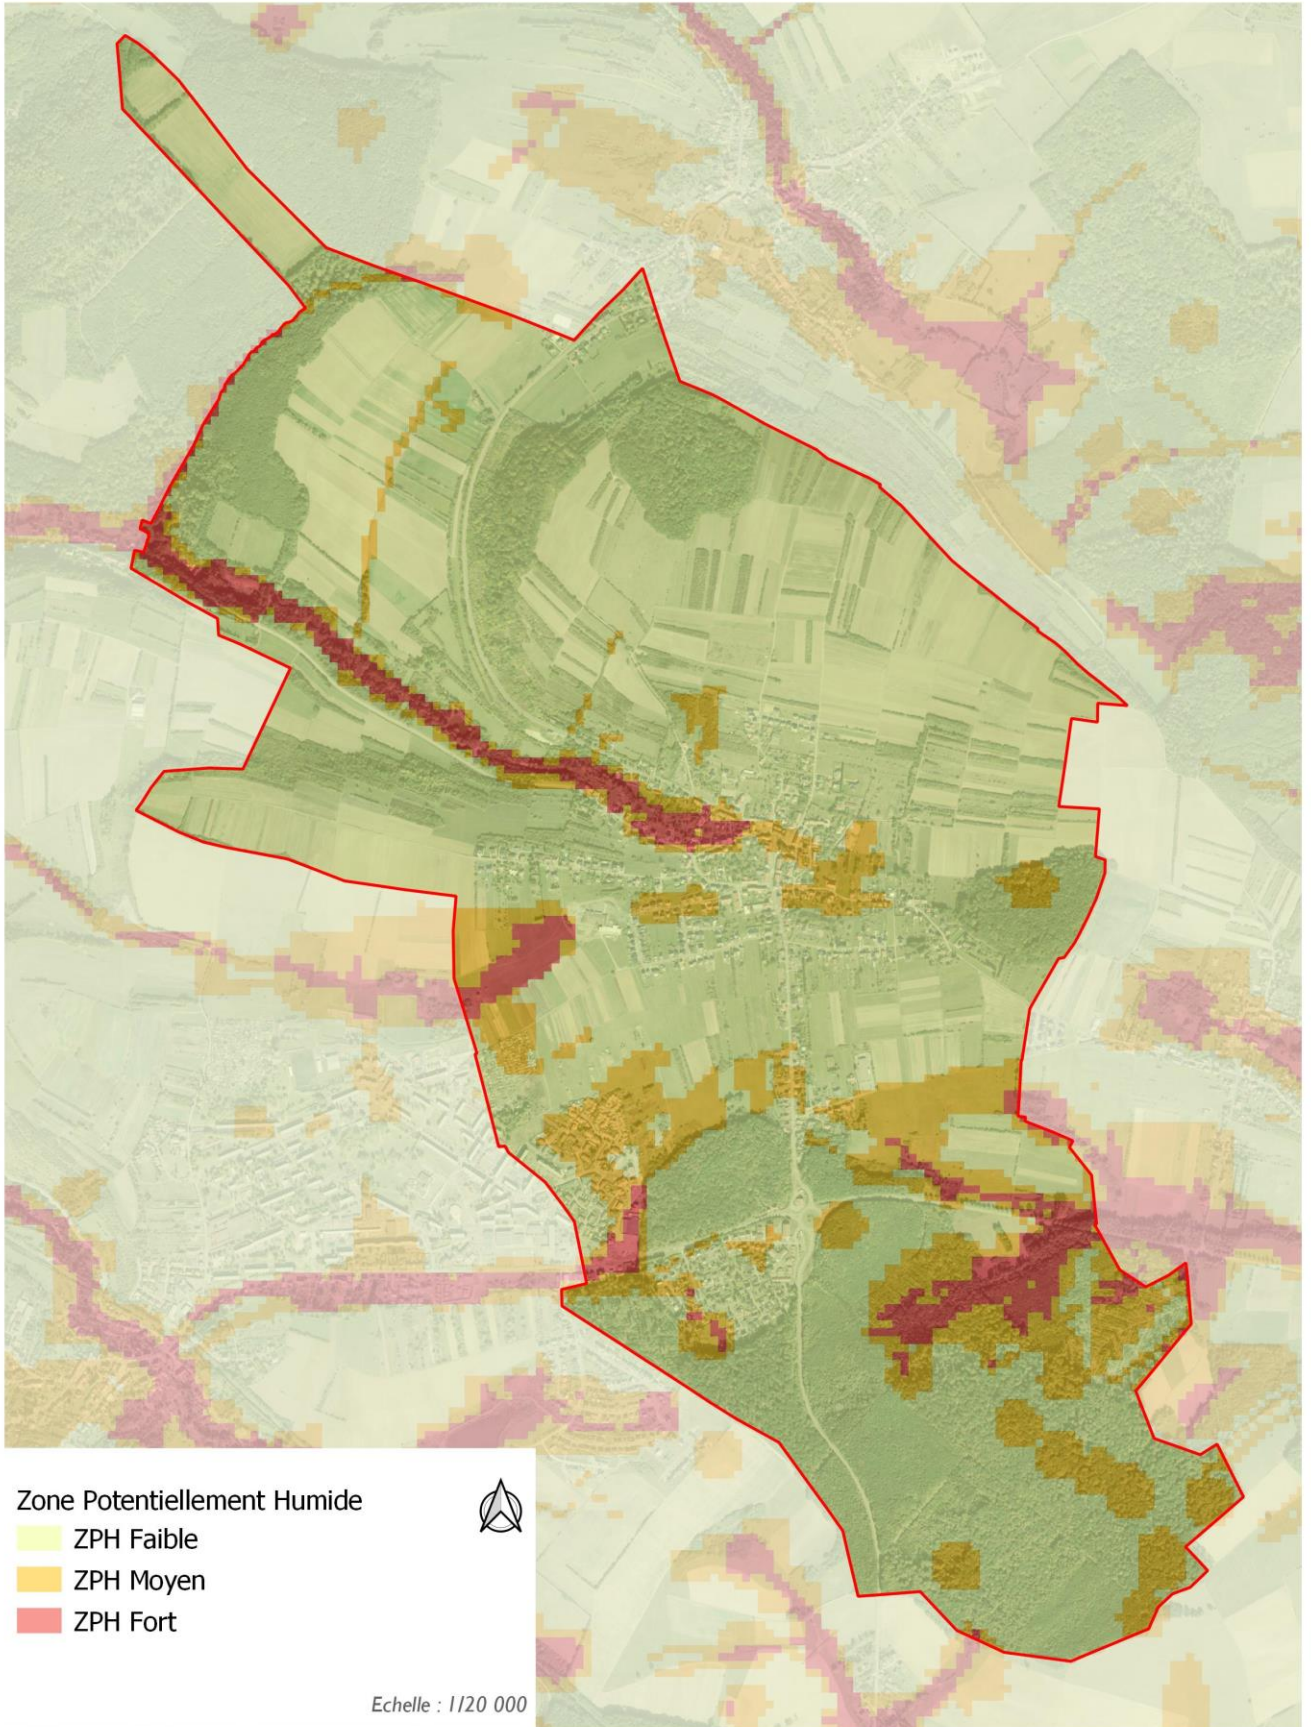 Zone Potentiellement Humide
ZPH Faible
ZPH Moyen
ZPH Fort
Echelle : 1/20 000